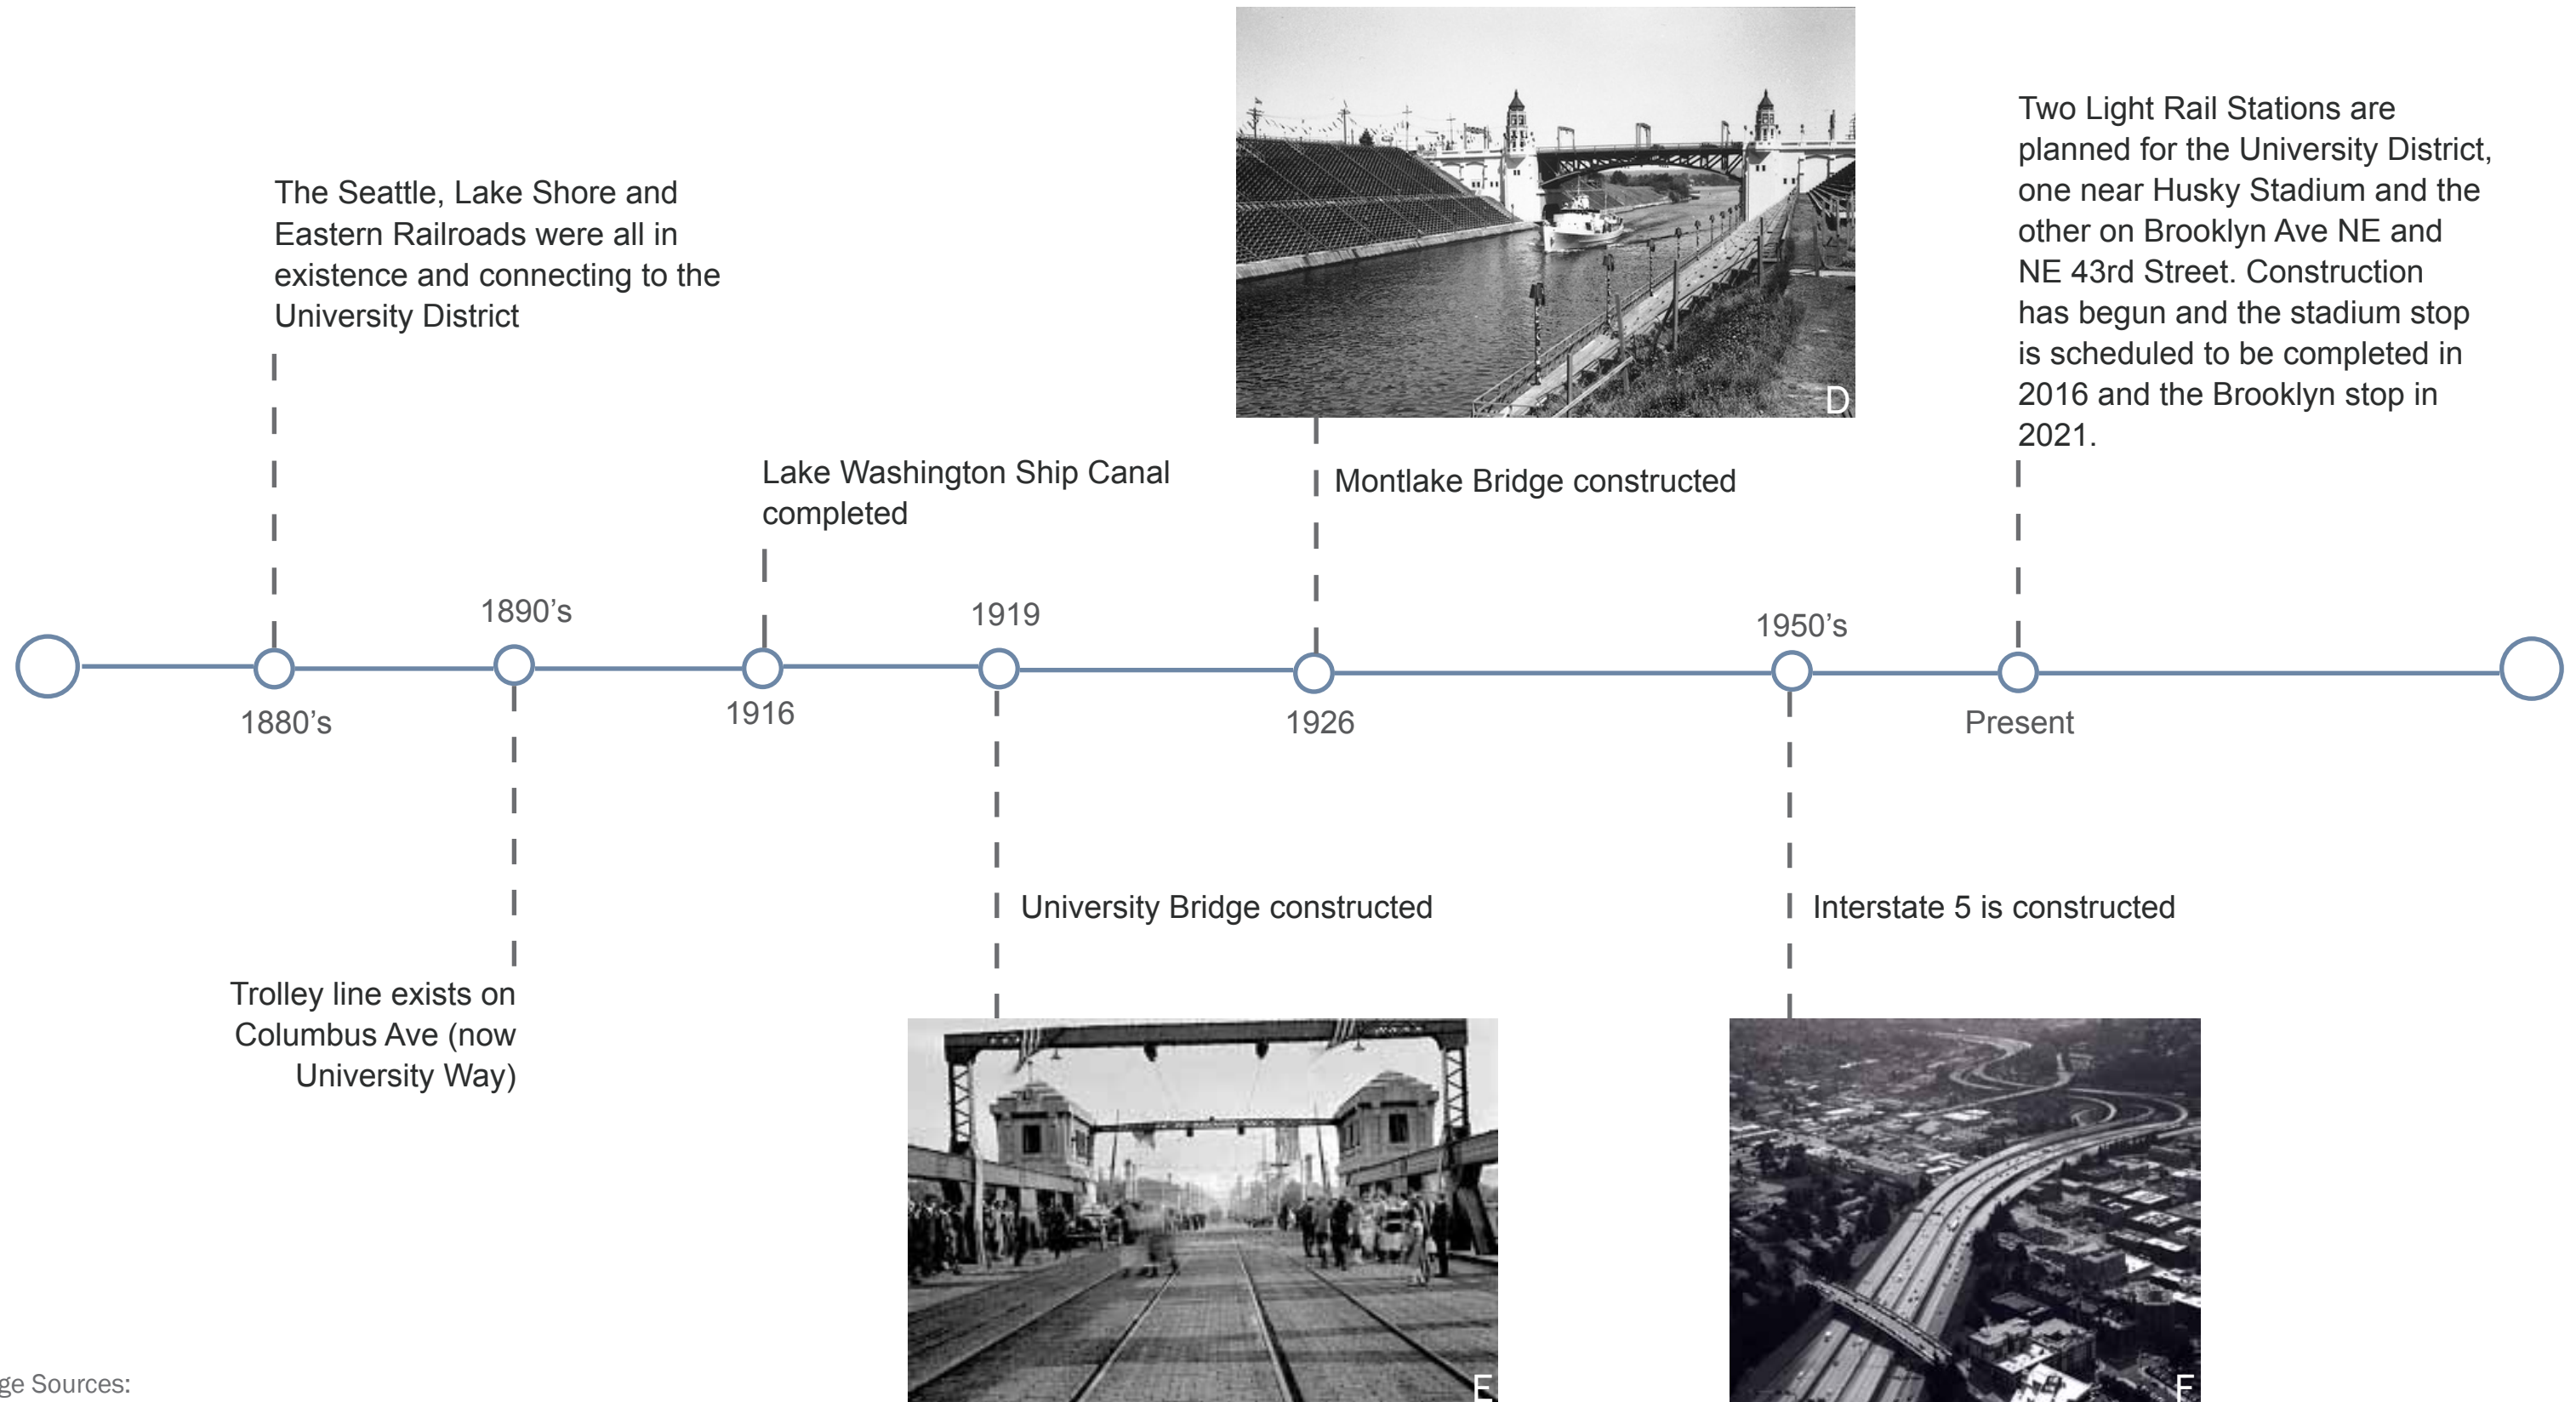 The Seattle, Lake Shore and
Eastern Railroads were all in
existence and connecting to the
University District
Two Light Rail Stations are
planned for the University District,
one near Husky Stadium and the
other on Brooklyn Ave NE and
NE 43rd Street. Construction
has begun and the stadium stop
is scheduled to be completed in
2016 and the Brooklyn stop in
2021.
D
Lake Washington Ship Canal
completed
Montlake Bridge constructed
1890’s
1919
1950’s
1880’s
1916
1926
Present
University Bridge constructed
Interstate 5 is constructed
Trolley line exists on
Columbus Ave (now
University Way)
E
F
Sources: